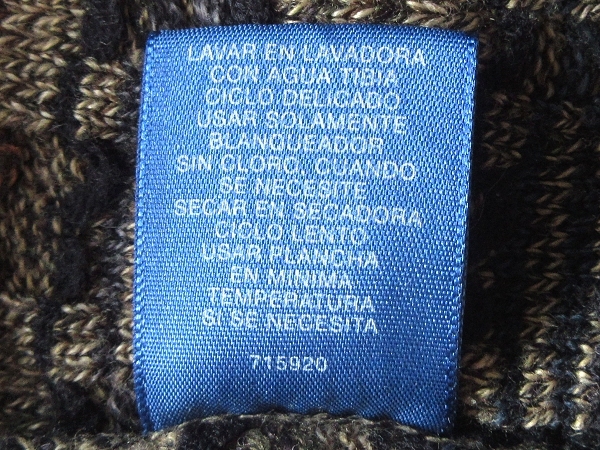 LAVAR EN LAVADORA
CON AGUA TIBIA
CICLO DELICADO
USAR SOLAMENTE
BLANQUEADOR
SIN CLORO, CUANDO
SE NECESITE
SECAR EN SECADORA
CICLO LENTO
USAR PLANCHA
EN MINIMA
TEMPERATURA
SI SE NECESITA
715920